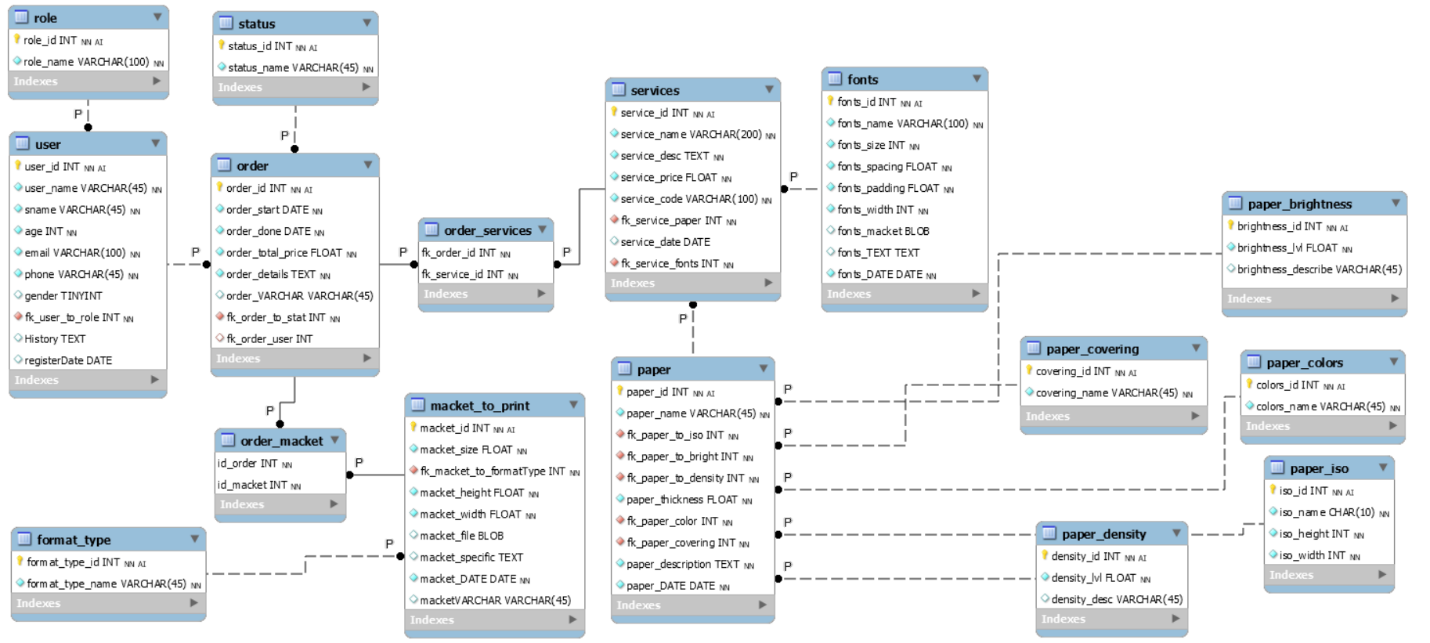 role
role_id INT NN AI
role_name VARCHAR(100) NN
Indexes
status
status_id INT NN AI
status_name VARCHAR(45) NN
Indexes
P
P
user
user_id INT NN AI
user_name VARCHAR(45) NN
sname VARCHAR(45) NN
age INT NN
email VARCHAR(100) NN
phone VARCHAR(45) NN
gender TINYINT
fk_user_to_role INT NN
History TEXT
registerDate DATE
Indexes
P
order
order_id INT NN AI
order_start DATE NN
order_done DATE NN
order_total_price FLOAT NN
order_details TEXT NN
order_VARCHAR VARCHAR(45)
fk_order_to_stat INT NN
fk_order_user INT
Indexes
P
order_services
fk_order_id INT NN
fk_service_id INT NN
Indexes
P
services
service_id INT NN AI
service_name VARCHAR(200) NN
service_desc TEXT NN
service_price FLOAT NN
service_code VARCHAR(100) NN
fk_service_paper INT NN
service_date DATE
fk_service_fonts INT NN
Indexes
P
fonts
fonts_id INT NN AI
fonts_name VARCHAR(100) NN
fonts_size INT NN
fonts_spacing FLOAT NN
fonts_padding FLOAT NN
fonts_width INT NN
fonts_market BLOB
fonts_TEXT TEXT
fonts_DATE DATE NN
Indexes
P
paper_brightness
brightness_id INT NN AI
brightness_lvl FLOAT NN
brightness_describe VARCHAR(45)
Indexes
P
order_macket
id_order INT NN
id_macket INT NN
Indexes
P
macket_to_print
macket_id INT NN AI
macket_size FLOAT NN
fk_macket_to_formatType INT NN
macket_height FLOAT NN
macket_width FLOAT NN
macket_file BLOB
macket_specific TEXT
macket_DATE DATE NN
macketVARCHAR VARCHAR(45)
Indexes
P
format_type
format_type_id INT NN AI
format_type_name VARCHAR(45) NN
Indexes
paper
paper_id INT NN AI
paper_name VARCHAR(45) NN
fk_paper_to_iso INT NN
fk_paper_to_bright INT NN
fk_paper_to_density INT NN
paper_thickness FLOAT NN
fk_paper_color INT NN
fk_paper_covering INT NN
paper_description TEXT NN
paper_DATE DATE NN
Indexes
P
P
P
P
P
paper_covering
covering_id INT NN AI
covering_name VARCHAR(45) NN
Indexes
paper_colors
colors_id INT NN AI
colors_name VARCHAR(45) NN
Indexes
paper_iso
iso_id INT NN AI
iso_name CHAR(10) NN
iso_height INT NN
iso_width INT NN
Indexes
paper_density
density_id INT NN AI
density_lvl FLOAT NN
density_desc VARCHAR(45)
Indexes